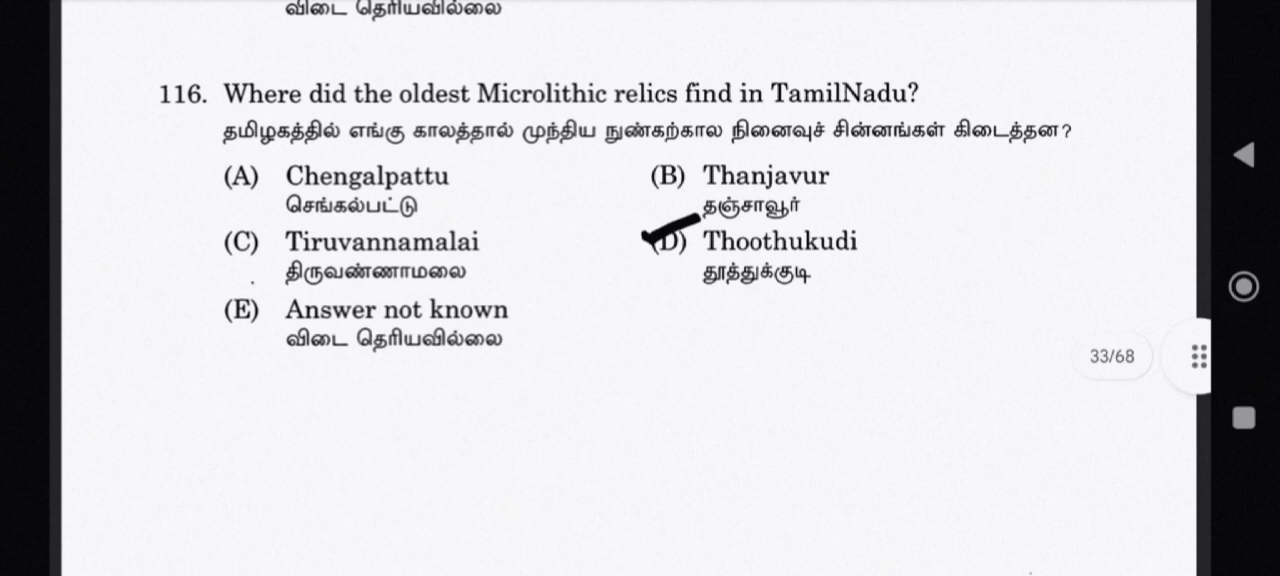 விடை தெரியவில்லை
116. Where did the oldest Microlithic relics find in TamilNadu?
தமிழகத்தில் எங்கு காலத்தால் முந்திய நுண்கற்கால நினைவுச் சின்னங்கள் கிடைத்தன?
(A) Chengalpattu (B) Thanjavur
செங்கல்பட்டு தஞ்சாவூர்
(C) Tiruvannamalai (D) Thoothukudi
திருவண்ணாமலை தூத்துக்குடி
(E) Answer not known
விடை தெரியவில்லை
33/68